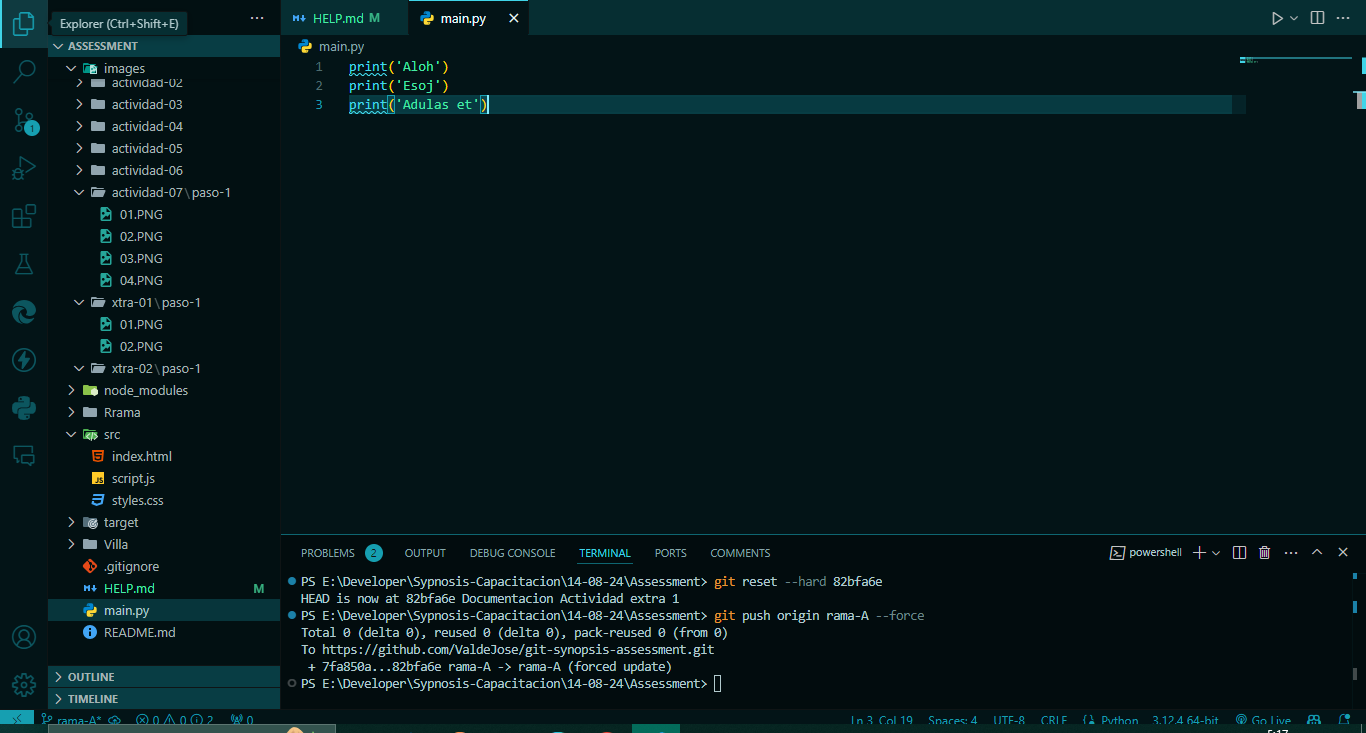 Explorer (Ctrl+Shift+E)
HELP.md M
main.py
ASSESSMENT
images
actividad-02
actividad-03
actividad-04
actividad-05
actividad-06
actividad-07\paso-1
01.PNG
02.PNG
03.PNG
04.PNG
xtra-01\paso-1
01.PNG
02.PNG
xtra-02\paso-1
node_modules
Rrama
src
index.html
script.js
styles.css
target
Villa
.gitignore
HELP.md M
main.py
README.md
OUTLINE
TIMELINE
main.py
1 print('Aloh')
2 print('Esoj')
3 print('Adulas et')
PROBLEMS 2 OUTPUT DEBUG CONSOLE TERMINAL PORTS COMMENTS
powershell
PS E:\Developer\Sypnosis-Capacitacion\14-08-24\Assessment> git reset --hard 82bfa6e
HEAD is now at 82bfa6e Documentacion Actividad extra 1
PS E:\Developer\Sypnosis-Capacitacion\14-08-24\Assessment> git push origin rama-A --force
Total 0 (delta 0), reused 0 (delta 0), pack-reused 0 (from 0)
To https://github.com/ValdeJose/git-synopsis-assessment.git
+ 7fa850a...82bfa6e rama-A -> rama-A (forced update)
PS E:\Developer\Sypnosis-Capacitacion\14-08-24\Assessment>
1
rama-A* 0 0 2 0 Ln 3, Col 19 Spaces: 4 UTF-8 CRLF Python 3.12.4 64-bit Go Live